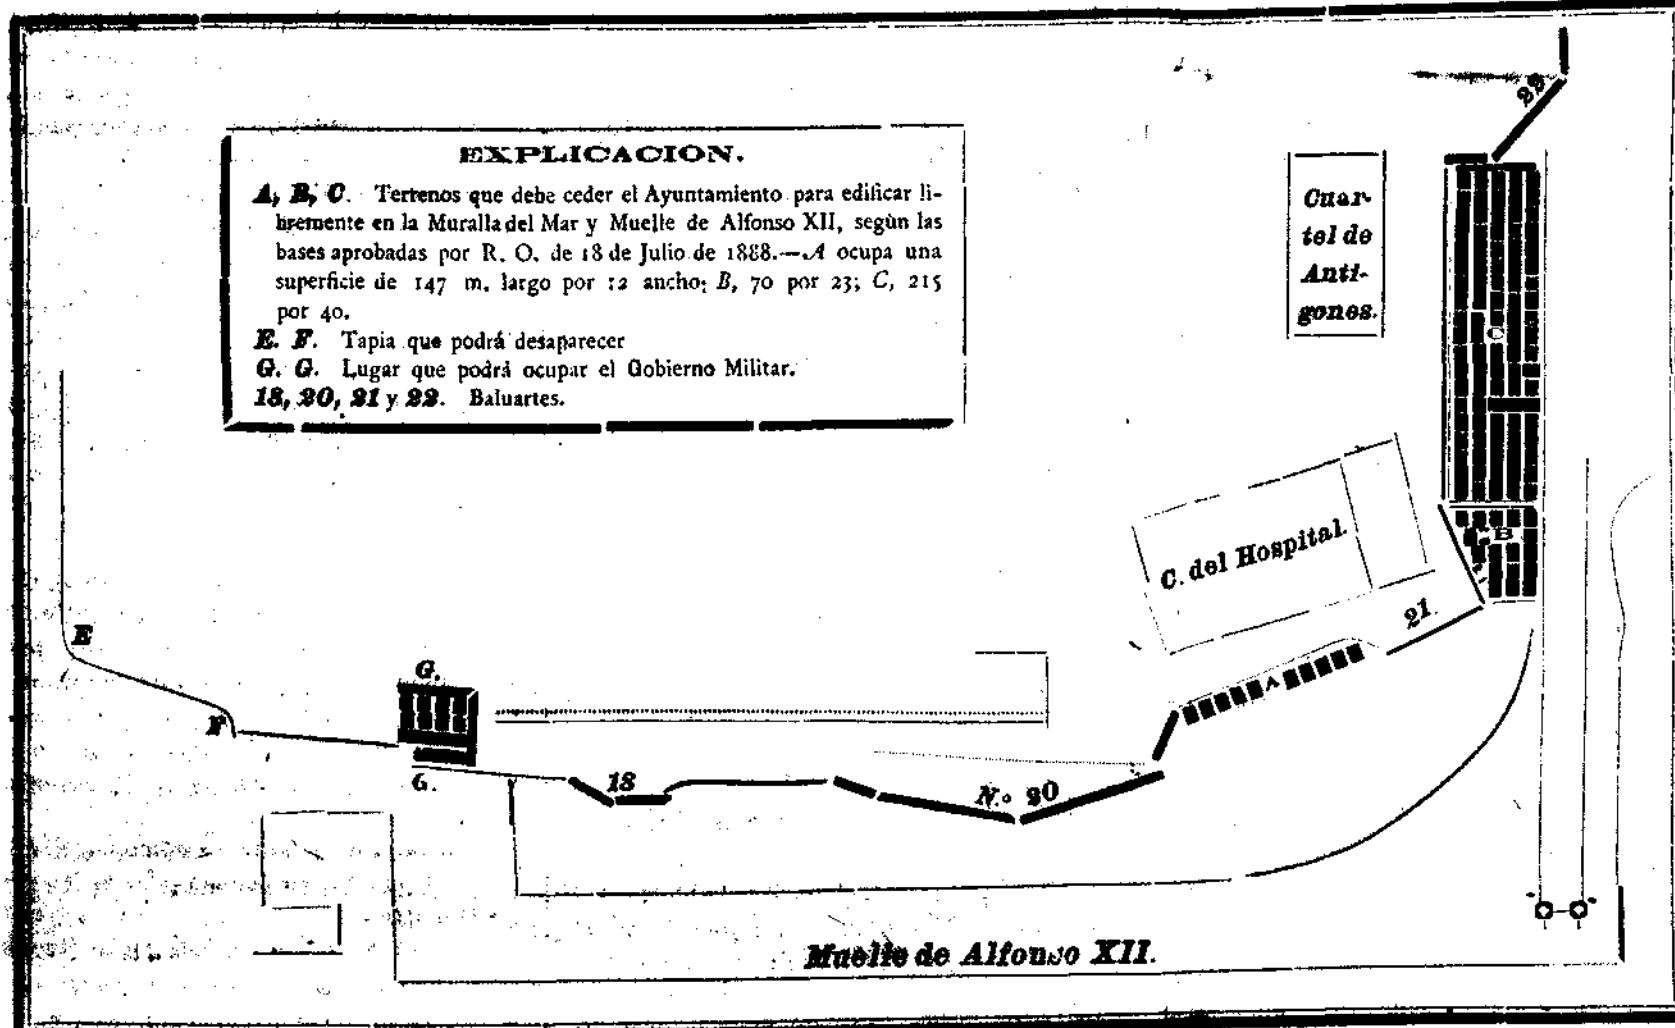 EXPLICACION.
A, B, C. Terrenos que debe ceder el Ayuntamiento para edificar li-
bremente en la Muralla del Mar y Muelle de Alfonso XII, segùn las
bases aprobadas por R. O. de 18 de Julio de 1888.—A ocupa una
superficie de 147 m. largo por 12 ancho; B, 70 por 23; C, 215
por 40.
E. F. Tapia que podrá desaparecer
G. G. Lugar que podrá ocupar el Gobierno Militar.
18, 20, 21 y 22. Baluartes.
22
Cuar-
tel de
Anti-
gones.
C
B
C. del Hospital.
21.
A
E
F
G.
G.
18
N.o 20
Muelle de Alfonso XII.